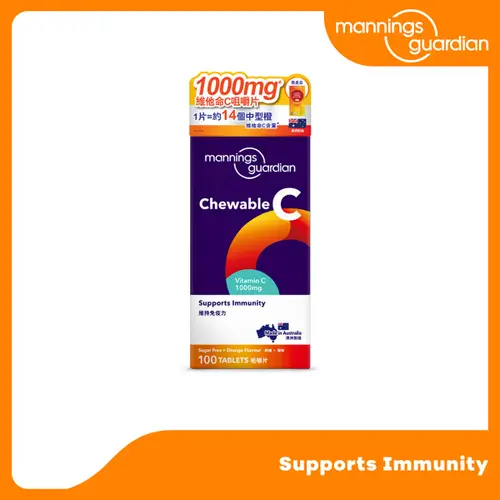 mannings
guardian
1000mg
維他命C咀嚼片
1片=約14個中型橙
維他命C含量
mannings
guardian
Chewable C
Vitamin C
1000mg
Supports Immunity
維持免疫力
Made in Australia
澳洲製造
Sugar Free • Orange Flavour
100 TABLETS 咀嚼片
Supports Immunity